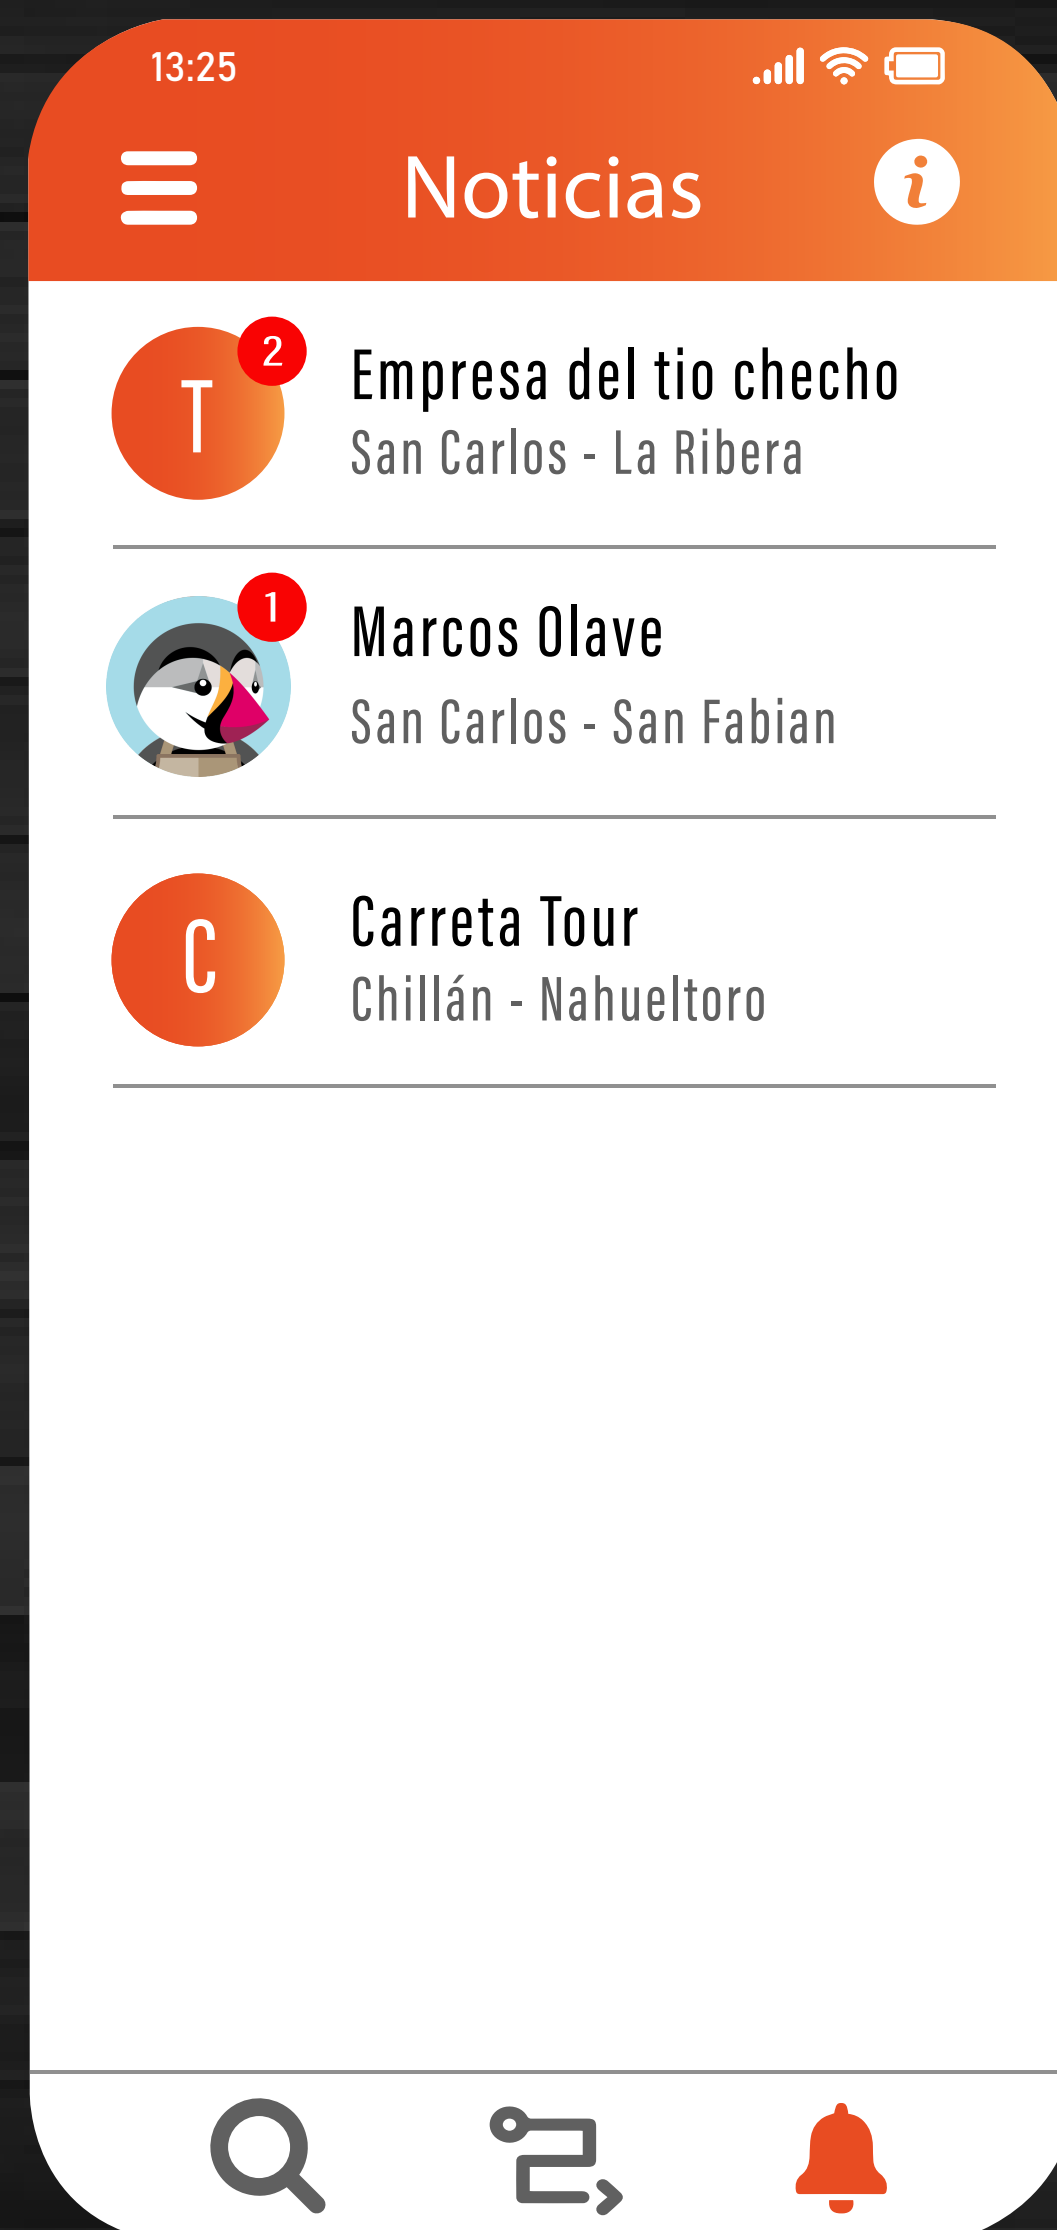 13:25
Noticias
i
2
T
Empresa del tio checho
San Carlos - La Ribera
1
Marcos Olave
San Carlos - San Fabian
C
Carreta Tour
Chillán - Nahueltoro